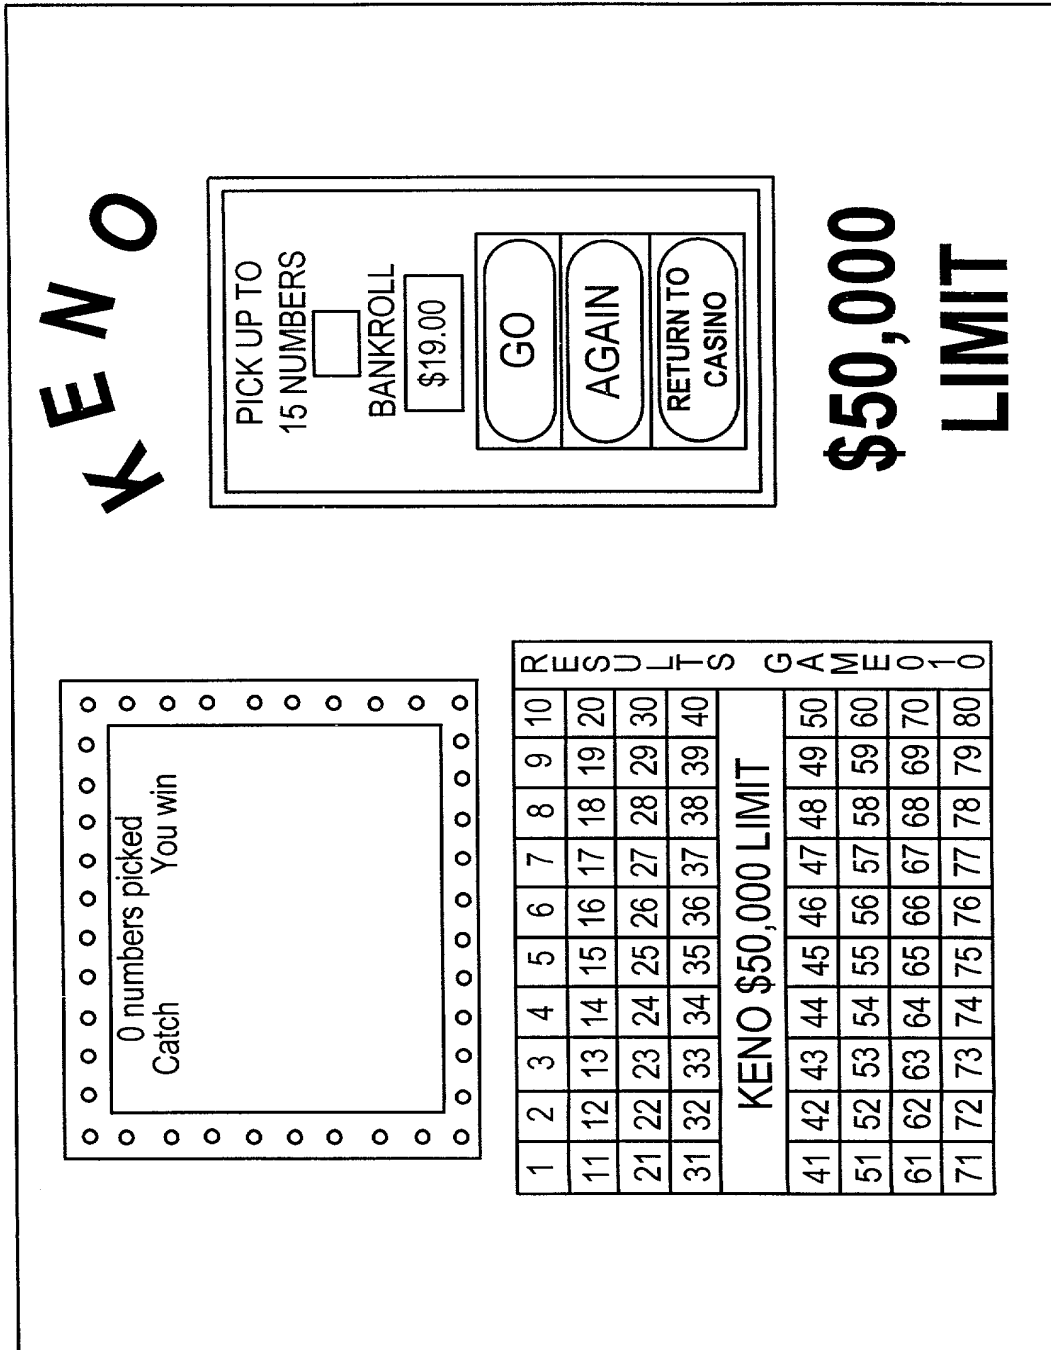 KENO
0 numbers picked
Catch You win
PICK UP TO
15 NUMBERS
BANKROLL
$19.00
GO
AGAIN
RETURN TO
CASINO
$50,000
LIMIT
1 2 3 4 5 6 7 8 9 10
11 12 13 14 15 16 17 18 19 20
21 22 23 24 25 26 27 28 29 30
31 32 33 34 35 36 37 38 39 40
KENO $50,000 LIMIT
41 42 43 44 45 46 47 48 49 50
51 52 53 54 55 56 57 58 59 60
61 62 63 64 65 66 67 68 69 70
71 72 73 74 75 76 77 78 79 80
RESULTS GAME 010